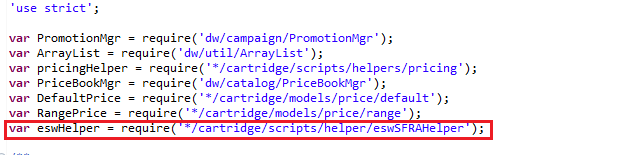 'use strict';
var PromotionMgr = require('dw/campaign/PromotionMgr');
var ArrayList = require('dw/util/ArrayList');
var pricingHelper = require('*/cartridge/scripts/helpers/pricing');
var PriceBookMgr = require('dw/catalog/PriceBookMgr');
var DefaultPrice = require('*/cartridge/models/price/default');
var RangePrice = require('*/cartridge/models/price/range');
var eswHelper = require('*/cartridge/scripts/helper/eswSFRAHelper');